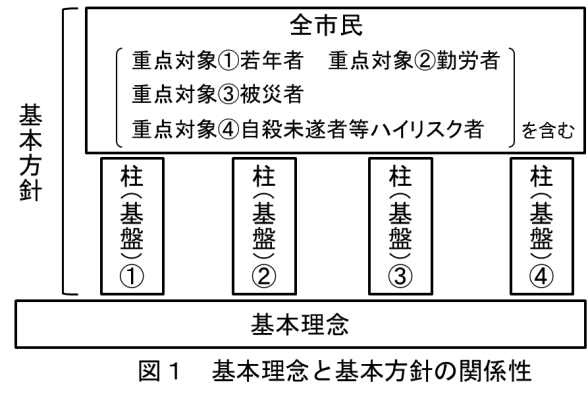 全市民
重点対象①若年者　重点対象②勤労者
重点対象③被災者
重点対象④自殺未遂者等ハイリスク者
を含む
基本方針
柱（基盤）①
柱（基盤）②
柱（基盤）③
柱（基盤）④
基本理念
図１　基本理念と基本方針の関係性